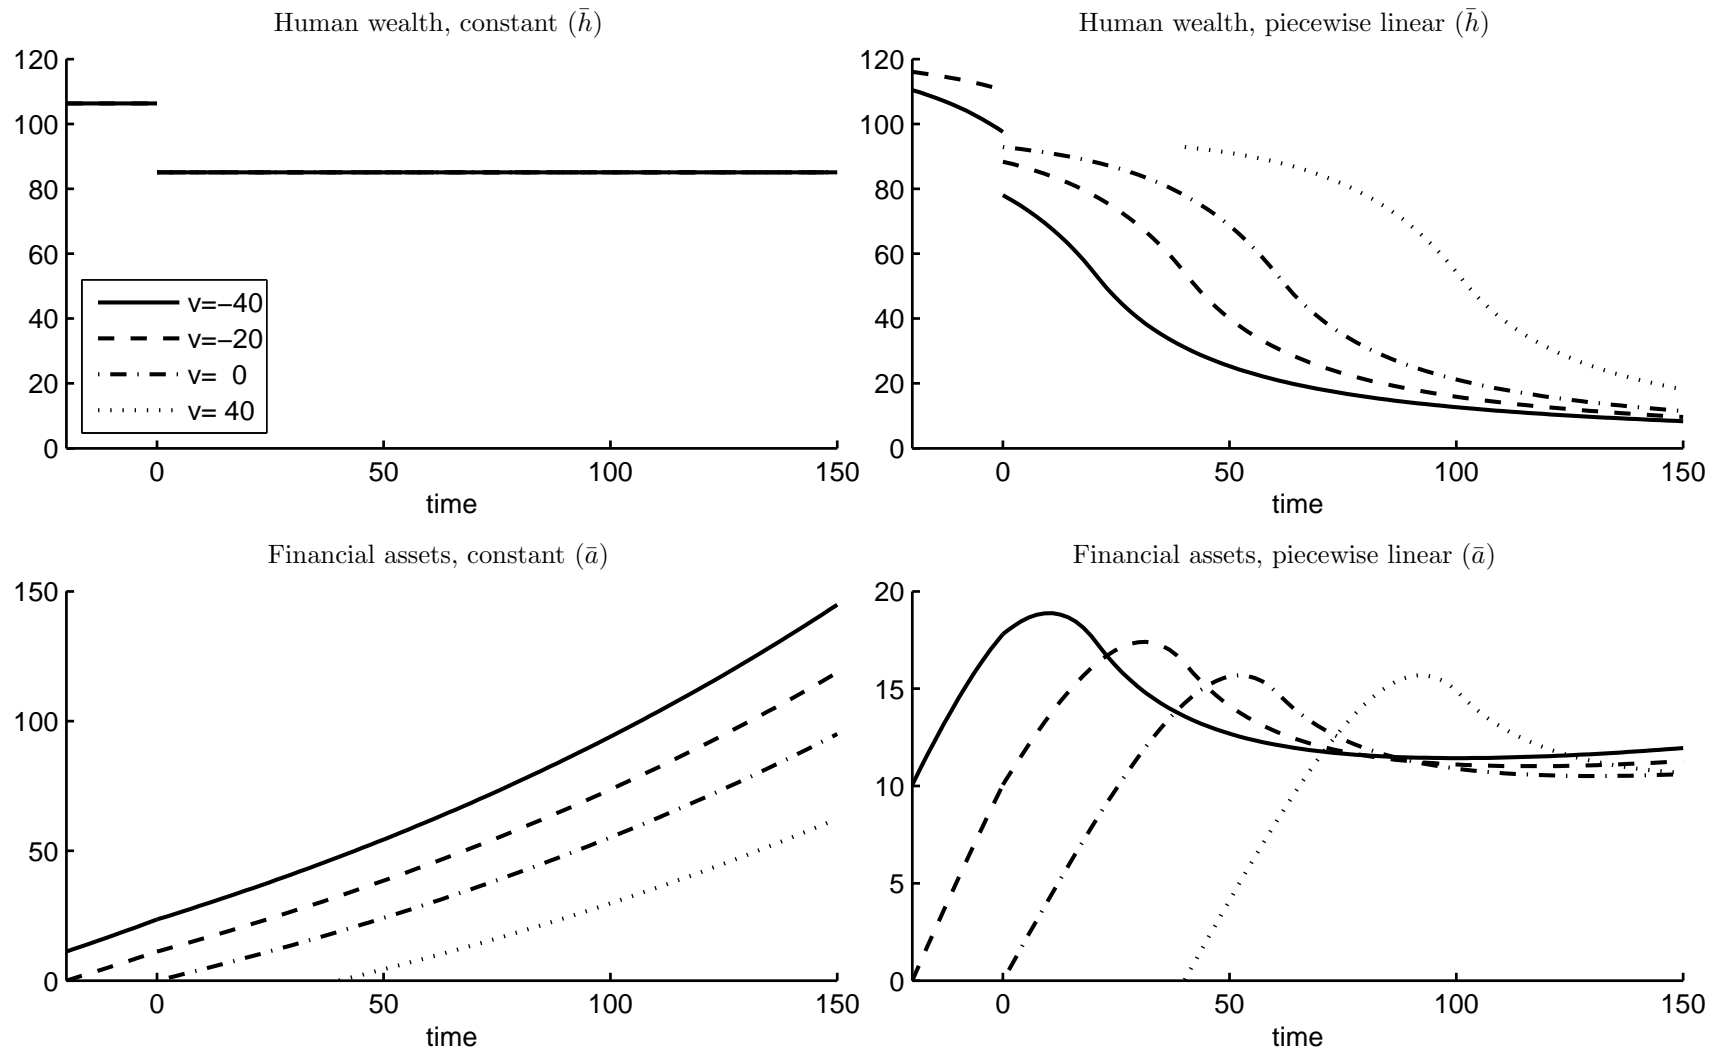 Human wealth, constant (h̄)
120
100
80
60
40
20
0
v=−40
v=−20
v= 0
v= 40
0 50 100 150
time
Human wealth, piecewise linear (h̄)
120
100
80
60
40
20
0
0 50 100 150
time
Financial assets, constant (ā)
150
100
50
0
0 50 100 150
time
Financial assets, piecewise linear (ā)
20
15
10
5
0
0 50 100 150
time